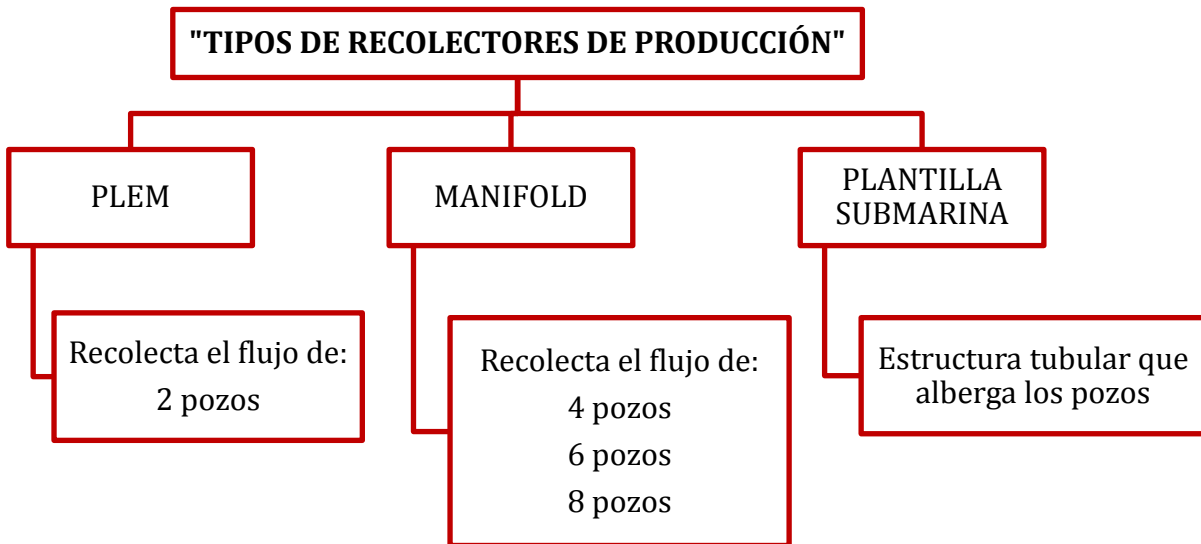 "TIPOS DE RECOLECTORES DE PRODUCCIÓN"
PLEM
MANIFOLD
PLANTILLA
SUBMARINA
Recolecta el flujo de:
2 pozos
Recolecta el flujo de:
4 pozos
6 pozos
8 pozos
Estructura tubular que
alberga los pozos